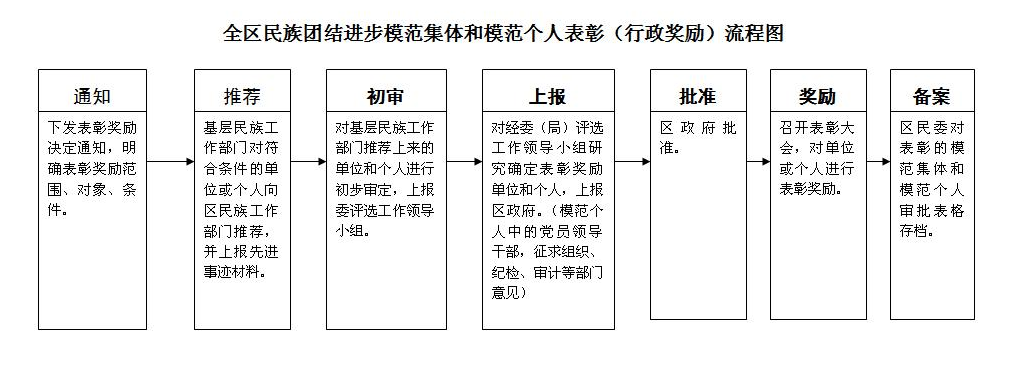 全区民族团结进步模范集体和模范个人表彰（行政奖励）流程图
通知
下发表彰奖励
决定通知，明
确表彰奖励范
围、对象、条
件。
推荐
基层民族工
作部门对符
合条件的单
位或个人向
区民族工作
部门推荐，
并上报先进
事迹材料。
初审
对基层民族工作
部门推荐上来的
单位和个人进行
初步审定，上报
委评选工作领导
小组。
上报
对经委（局）评选
工作领导小组研
究确定表彰奖励
单位和个人，上报
区政府。（模范个
人中的党员领导
干部，征求组织、
纪检、审计等部门
意见）
批准
区政府批
准。
奖励
召开表彰大
会，对单位
或个人进行
表彰奖励。
备案
区民委对
表彰的模
范集体和
模范个人
审批表格
存档。